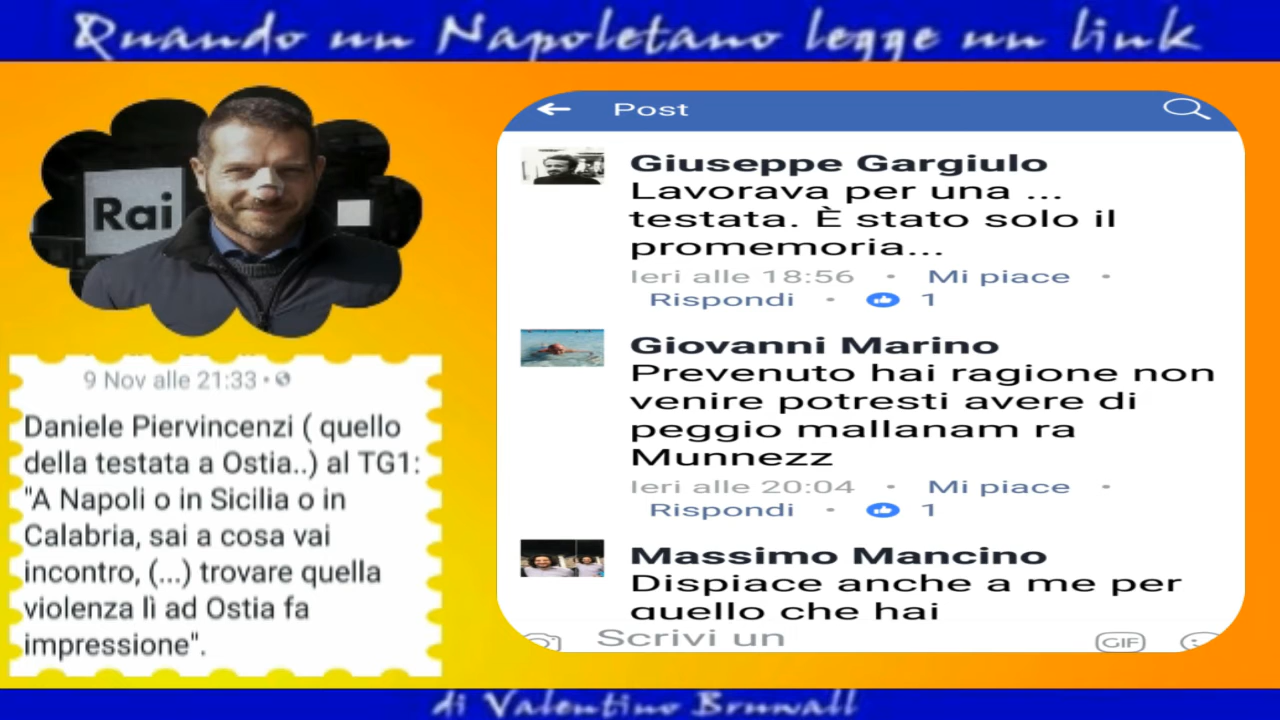 Quando un Napoletano legge un link
Rai
9 Nov alle 21:33 •
Daniele Piervincenzi ( quello
della testata a Ostia..) al TG1:
"A Napoli o in Sicilia o in
Calabria, sai a cosa vai
incontro, (...) trovare quella
violenza lì ad Ostia fa
impressione".
Post
Giuseppe Gargiulo
Lavorava per una ...
testata. È stato solo il
promemoria...
Ieri alle 18:56 • Mi piace •
Rispondi • 1
Giovanni Marino
Prevenuto hai ragione non
venire potresti avere di
peggio mallanam ra
Munnezz
Ieri alle 20:04 • Mi piace •
Rispondi • 1
Massimo Mancino
Dispiace anche a me per
quello che hai
Scrivi un
GIF
di Valentino Brunwall